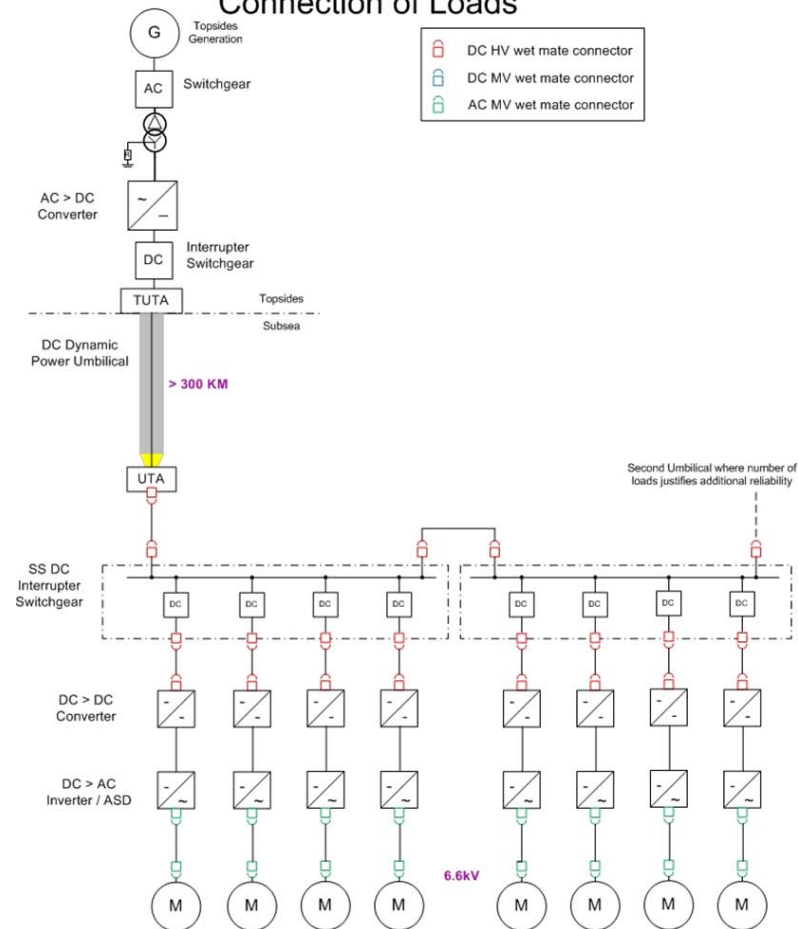 Connection of Loads
G
Topsides
Generation
DC HV wet mate connector
DC MV wet mate connector
AC MV wet mate connector
AC
Switchgear
AC > DC
Converter
~
–
DC
Interrupter
Switchgear
TUTA
Topsides
Subsea
DC Dynamic
Power Umbilical
> 300 KM
UTA
Second Umbilical where number of
loads justifies additional reliability
SS DC
Interrupter
Switchgear
DC DC DC DC DC DC DC DC
DC > DC
Converter
- - - - - - - -
- - - - - - - -
DC > AC
Inverter / ASD
- - - - - - - -
~ ~ ~ ~ ~ ~ ~ ~
6.6kV
M M M M M M M M